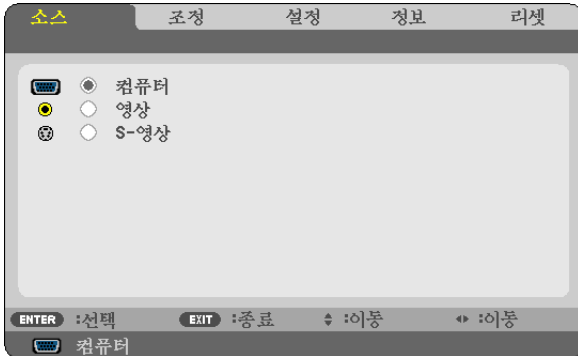 소스 조정 설정 정보 리셋
컴퓨터
영상
S-영상
ENTER :선택 EXIT :종료 :이동 :이동
컴퓨터